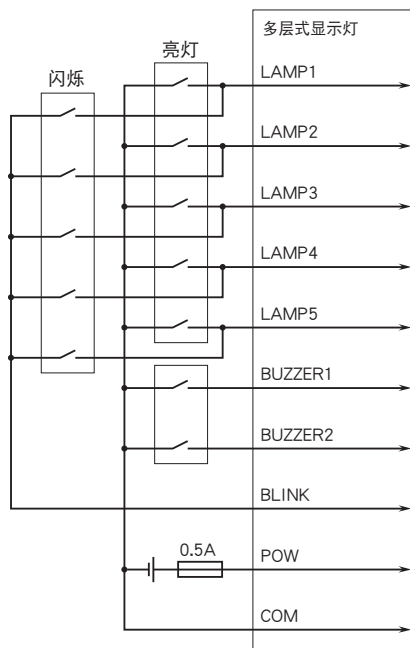 多层式显示灯
亮灯
闪烁
LAMP1
LAMP2
LAMP3
LAMP4
LAMP5
BUZZER1
BUZZER2
BLINK
0.5A
POW
COM